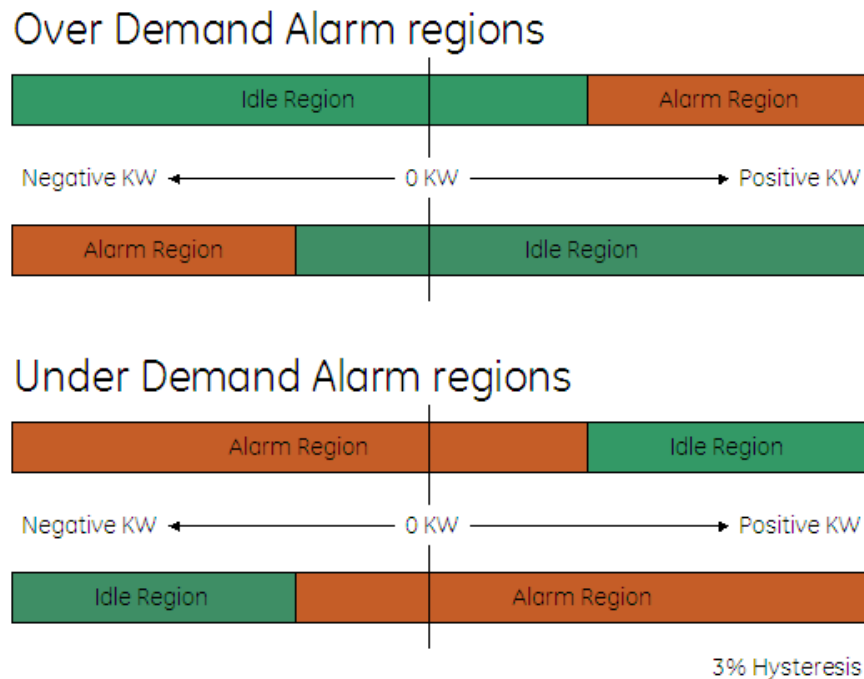 Over Demand Alarm regions
Idle Region Alarm Region
Negative KW 0 KW Positive KW
Alarm Region Idle Region
Under Demand Alarm regions
Alarm Region Idle Region
Negative KW 0 KW Positive KW
Idle Region Alarm Region
3% Hysteresis